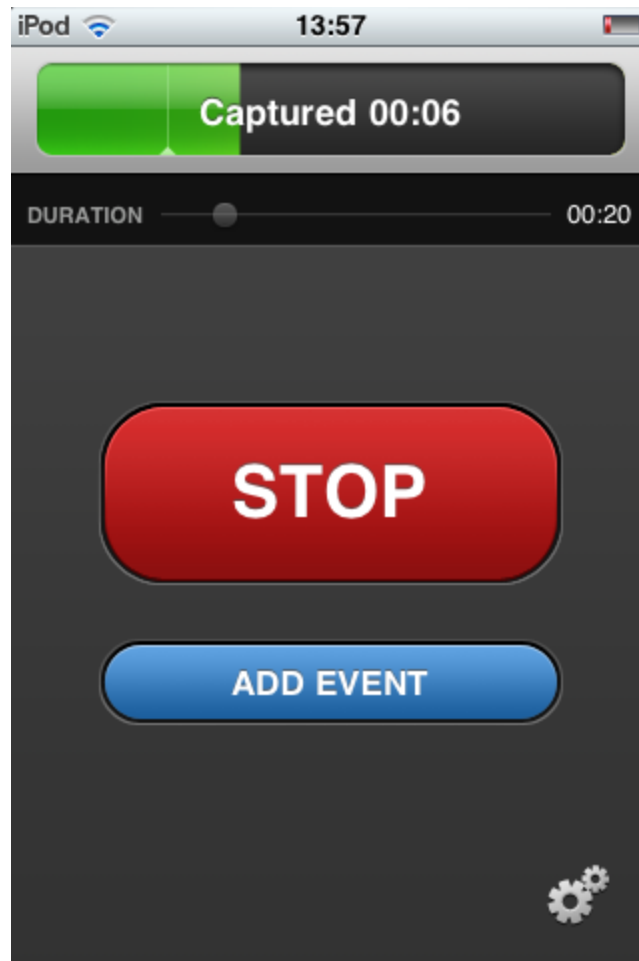 iPod 13:57
Captured 00:06
DURATION 00:20
STOP
ADD EVENT